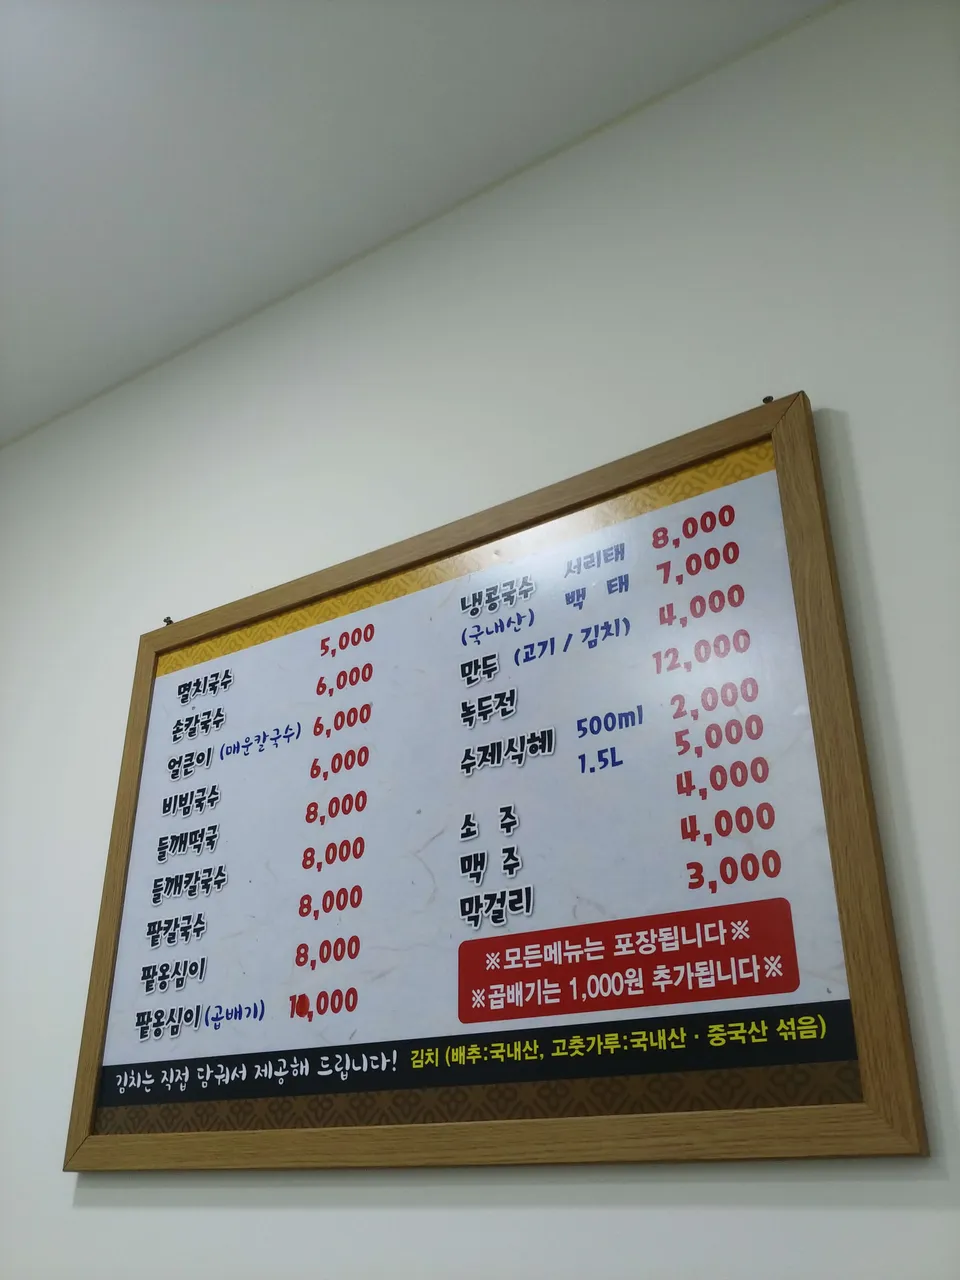 멸치국수 5,000
손칼국수 6,000
얼큰이 (매운칼국수) 6,000
비빔국수 6,000
들깨떡국 8,000
들깨칼국수 8,000
팥칼국수 8,000
팥옹심이 8,000
팥옹심이 (곱배기) 10,000
냉콩국수 서리태 8,000
(국내산) 백 태 7,000
만두 (고기 / 김치) 4,000
녹두전 12,000
수제식혜 500ml 2,000
1.5L 5,000
소 주 4,000
맥 주 4,000
막걸리 3,000
※모든메뉴는 포장됩니다※
※곱배기는 1,000원 추가됩니다※
김치는 직접 담궈서 제공해 드립니다! 김치 (배추:국내산, 고춧가루:국내산 · 중국산 섞음)